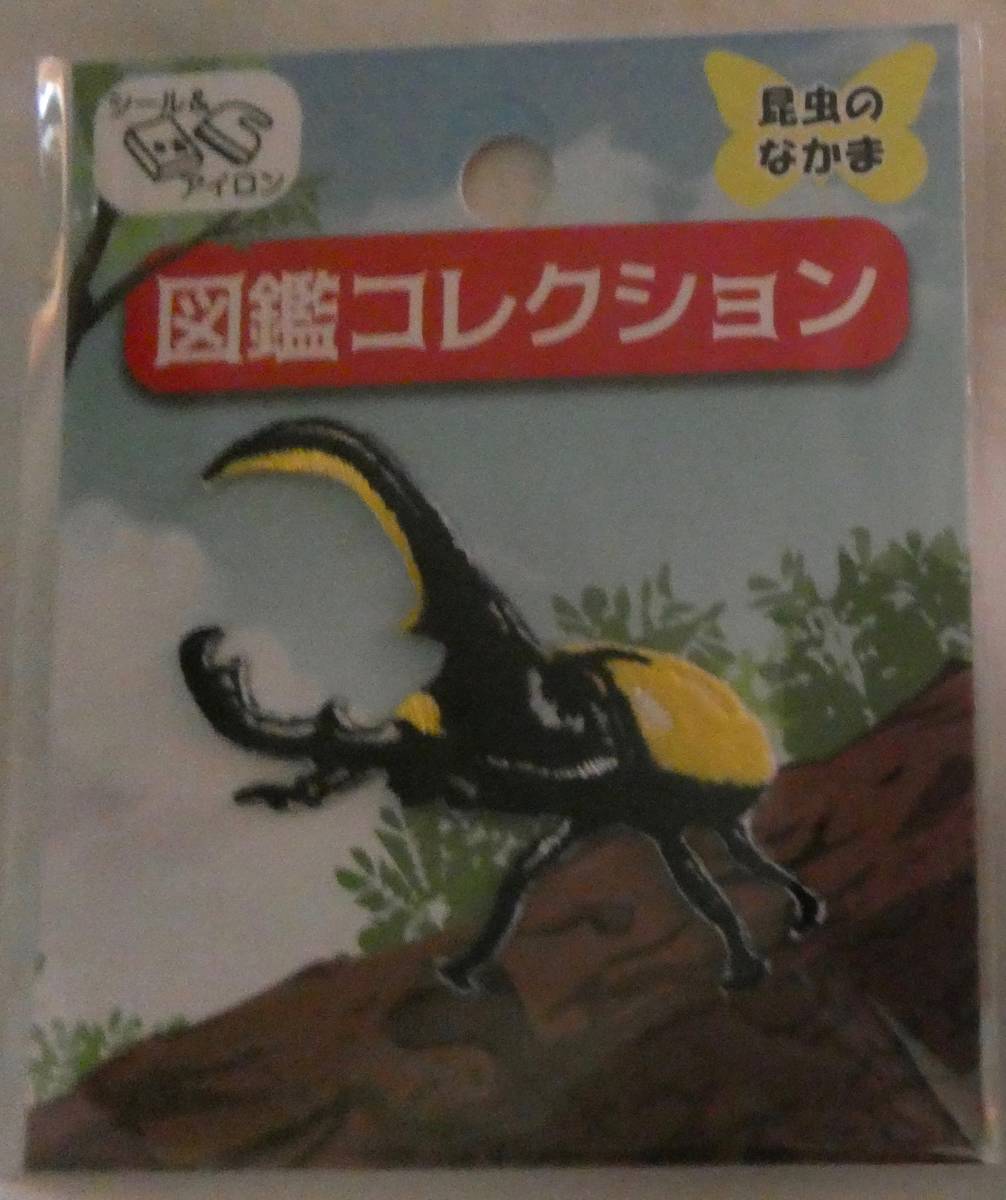 シール&
アイロン
昆虫の
なかま
図鑑コレクション